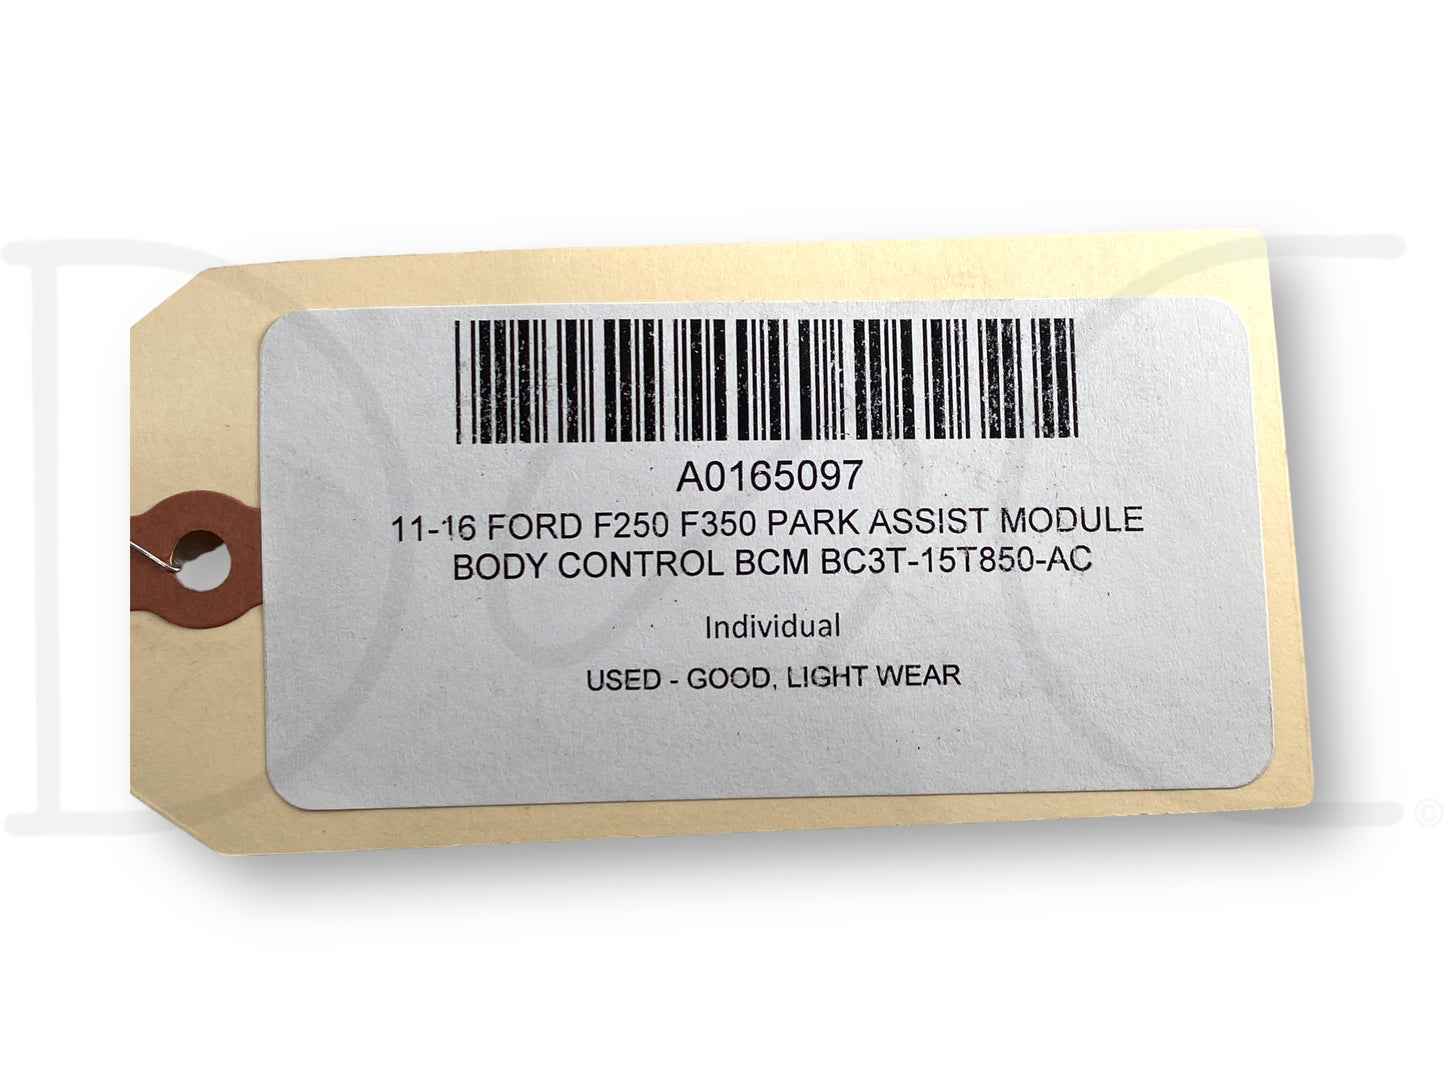 A0165097
11-16 FORD F250 F350 PARK ASSIST MODULE
BODY CONTROL BCM BC3T-15T850-AC
Individual
USED - GOOD, LIGHT WEAR
©